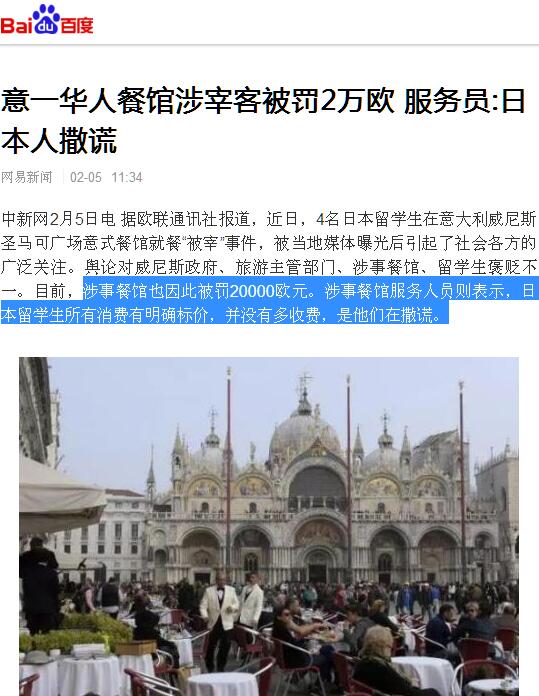 Bai du 百度
意一华人餐馆涉宰客被罚2万欧 服务员:日
本人撒谎
网易新闻 02-05 11:34
中新网2月5日电 据欧联通讯社报道，近日，4名日本留学生在意大利威尼斯
圣马可广场意式餐馆就餐“被宰”事件，被当地媒体曝光后引起了社会各方的
广泛关注。舆论对威尼斯政府、旅游主管部门、涉事餐馆、留学生褒贬不
一。目前，涉事餐馆也因此被罚20000欧元。涉事餐馆服务人员则表示，日
本留学生所有消费有明确标价，并没有多收费，是他们在撒谎。